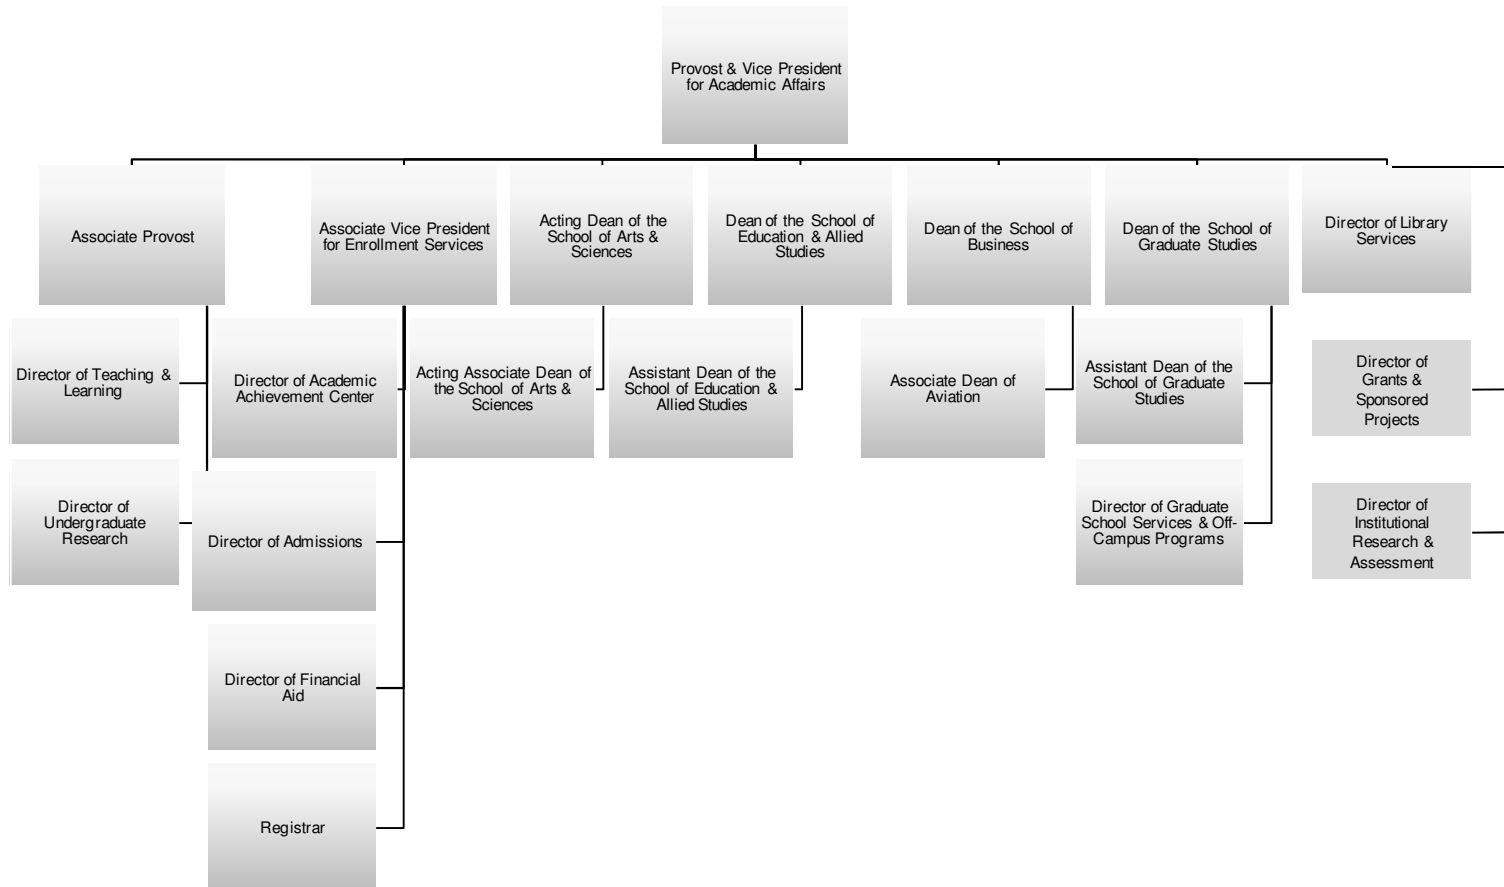 Provost & Vice President
for Academic Affairs
Associate Provost
Associate Vice President
for Enrollment Services
Acting Dean of the
School of Arts &
Sciences
Dean of the School of
Education & Allied
Studies
Dean of the School of
Business
Dean of the School of
Graduate Studies
Director of Library
Services
Director of Teaching &
Learning
Director of Academic
Achievement Center
Acting Associate Dean of
the School of Arts &
Sciences
Assistant Dean of the
School of Education &
Allied Studies
Associate Dean of
Aviation
Assistant Dean of the
School of Graduate
Studies
Director of
Grants &
Sponsored
Projects
Director of
Undergraduate
Research
Director of Admissions
Director of Graduate
School Services & Off-
Campus Programs
Director of
Institutional
Research &
Assessment
Director of Financial
Aid
Registrar